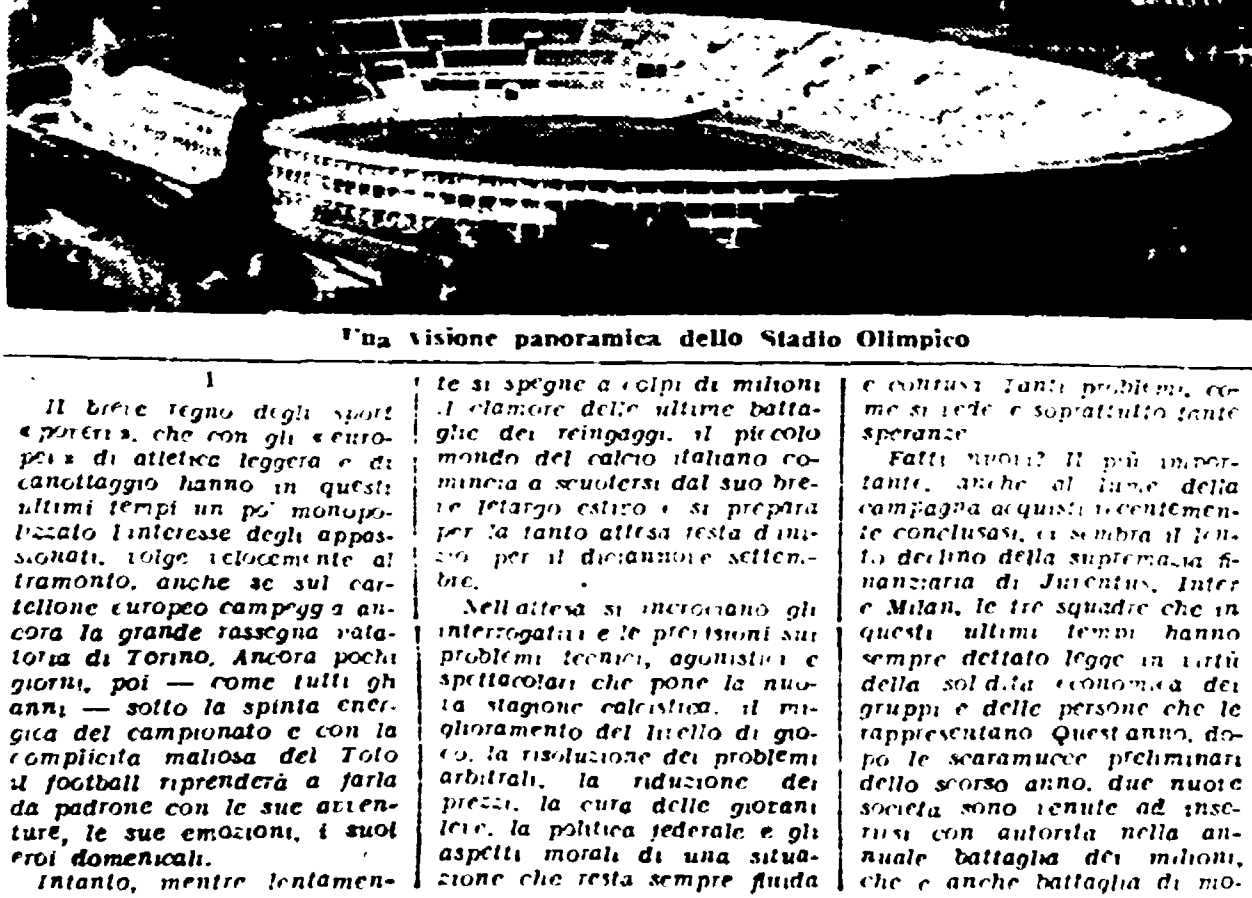 Una visione panoramica dello Stadio Olimpico
1
Il breve regno degli sport
« poveri », che con gli « euro-
pei » di atletica leggera e di
canottaggio hanno in questi
ultimi tempi un po' monopo-
lizzato l'interesse degli appas-
sionati, volge velocemente al
tramonto, anche se sul car-
tellone europeo campeggia an-
cora la grande rassegna nata-
toria di Torino. Ancora pochi
giorni, poi — come tutti gli
anni — sotto la spinta ener-
gica del campionato e con la
complicità maliosa del Toto
il football riprenderà a farla
da padrone con le sue avven-
ture, le sue emozioni, i suoi
eroi domenicali.
Intanto, mentre lentamen-
te si spegne a colpi di milioni
il clamore delle ultime batta-
glie dei reingaggi, il piccolo
mondo del calcio italiano co-
mincia a scuotersi dal suo bre-
ve letargo estivo e si prepara
per la tanto attesa festa d'ini-
zio per il diciannove settem-
bre.
Nell'attesa si incrociano gli
interrogativi e le previsioni sui
problemi tecnici, agonistici e
spettacolari che pone la nuo-
va stagione calcistica, il mi-
glioramento del livello di gio-
co, la risoluzione dei problemi
arbitrali, la riduzione dei
prezzi, la cura delle giovani
leve, la politica federale e gli
aspetti morali di una situa-
zione che resta sempre fluida
e confusa. Tanti problemi, co-
me si vede e soprattutto tante
speranze
Fatti nuovi? Il più impor-
tante, anche al lume della
campagna acquisti recentemen-
te conclusasi, ci sembra il len-
to declino della supremazia fi-
nanziaria di Juventus, Inter
e Milan, le tre squadre che in
questi ultimi tempi hanno
sempre dettato legge in virtù
della solidità economica dei
gruppi e delle persone che le
rappresentano Quest'anno, do-
po le scaramucce preliminari
dello scorso anno, due nuove
società sono venute ad inse-
rirsi con autorità nella an-
nuale battaglia dei milioni,
che è anche battaglia di mo-